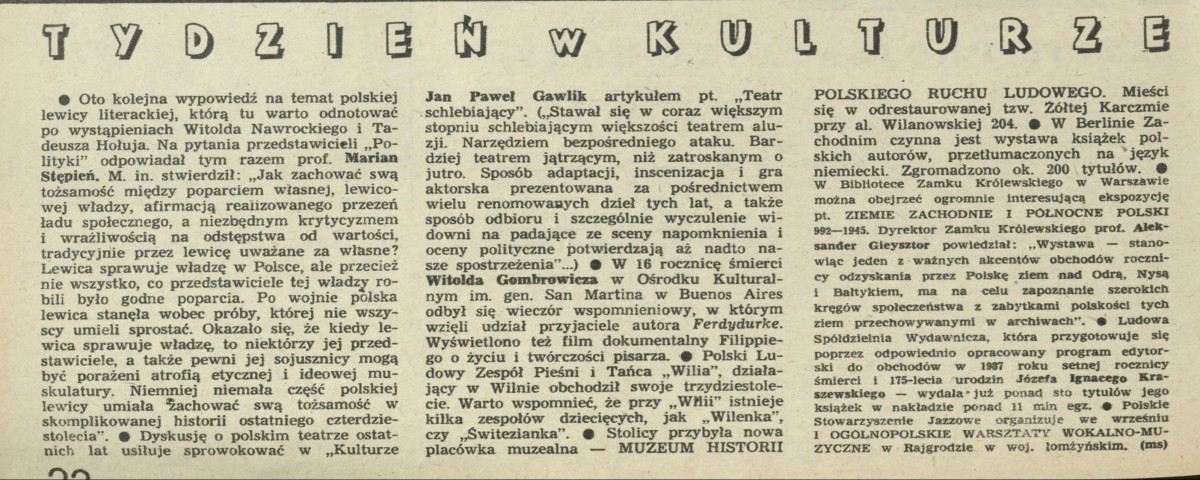 TYDZIEŃ w KULTURZE
● Oto kolejna wypowiedź na temat polskiej
lewicy literackiej, którą tu warto odnotować
po wystąpieniach Witolda Nawrockiego i Ta-
deusza Hołuja. Na pytania przedstawicieli „Po-
lityki" odpowiadał tym razem prof. Marian
Stępień. M. in. stwierdził: „Jak zachować swą
tożsamość między poparciem własnej, lewico-
wej władzy, afirmacją realizowanego przezeń
ładu społecznego, a niezbędnym krytycyzmem
i wrażliwością na odstępstwa od wartości,
tradycyjnie przez lewicę uważane za własne?
Lewica sprawuje władzę w Polsce, ale przecież
nie wszystko, co przedstawiciele tej władzy ro-
bili było godne poparcia. Po wojnie polska
lewica stanęła wobec próby, której nie wszy-
scy umieli sprostać. Okazało się, że kiedy le-
wica sprawuje władzę, to niektórzy jej przed-
stawiciele, a także pewni jej sojusznicy mogą
być porażeni atrofią etycznej i ideowej mu-
skulatury. Niemniej niemała część polskiej
lewicy umiała zachować swą tożsamość w
skomplikowanej historii ostatniego czterdzie-
stolecia". ● Dyskusję o polskim teatrze ostat-
nich lat usiłuje sprowokować w „Kulturze
Jan Paweł Gawlik artykułem pt. „Teatr
schlebiający". („Stawał się w coraz większym
stopniu schlebiającym większości teatrem alu-
zji. Narzędziem bezpośredniego ataku. Bar-
dziej teatrem jątrzącym, niż zatroskanym o
jutro. Sposób adaptacji, inscenizacja i gra
aktorska prezentowana za pośrednictwem
wielu renomowanych dzieł tych lat, a także
sposób odbioru i szczególnie wyczulenie wi-
downi na padające ze sceny napomknienia i
oceny polityczne potwierdzają aż nadto na-
sze spostrzeżenia"...) ● W 16 rocznicę śmierci
Witolda Gombrowicza w Ośrodku Kultural-
nym im. gen. San Martina w Buenos Aires
odbył się wieczór wspomnieniowy, w którym
wzięli udział przyjaciele autora Ferdydurke.
Wyświetlono też film dokumentalny Filippie-
go o życiu i twórczości pisarza. ● Polski Lu-
dowy Zespół Pieśni i Tańca „Wilia", działa-
jący w Wilnie obchodził swoje trzydziestole-
cie. Warto wspomnieć, że przy „Wilii" istnieje
kilka zespołów dziecięcych, jak „Wilenka",
czy „Świtezianka". ● Stolicy przybyła nowa
placówka muzealna — MUZEUM HISTORII
POLSKIEGO RUCHU LUDOWEGO. Mieści
się w odrestaurowanej tzw. Żółtej Karczmie
przy al. Wilanowskiej 204. ● W Berlinie Za-
chodnim czynna jest wystawa książek pol-
skich autorów, przetłumaczonych na język
niemiecki. Zgromadzono ok. 200 tytułów. ●
W Bibliotece Zamku Królewskiego w Warszawie
można obejrzeć ogromnie interesującą ekspozycję
pt. ZIEMIE ZACHODNIE I PÓŁNOCNE POLSKI
992—1945. Dyrektor Zamku Królewskiego prof. Alek-
sander Gieysztor powiedział: „Wystawa — stano-
wiąc jeden z ważnych akcentów obchodów roczni-
cy odzyskania przez Polskę ziem nad Odrą, Nysą
i Bałtykiem, ma na celu zapoznanie szerokich
kręgów społeczeństwa z zabytkami polskości tych
ziem przechowywanymi w archiwach". ● Ludowa
Spółdzielnia Wydawnicza, która przygotowuje się
poprzez odpowiednio opracowany program edytor-
ski do obchodów w 1987 roku setnej rocznicy
śmierci i 175-lecia urodzin Józefa Ignacego Kra-
szewskiego — wydała już ponad sto tytułów jego
książek w nakładzie ponad 11 mln egz. ● Polskie
Stowarzyszenie Jazzowe organizuje we wrześniu
I OGÓLNOPOLSKIE WARSZTATY WOKALNO-MU-
ZYCZNE w Rajgrodzie w woj. łomżyńskim. (ms)